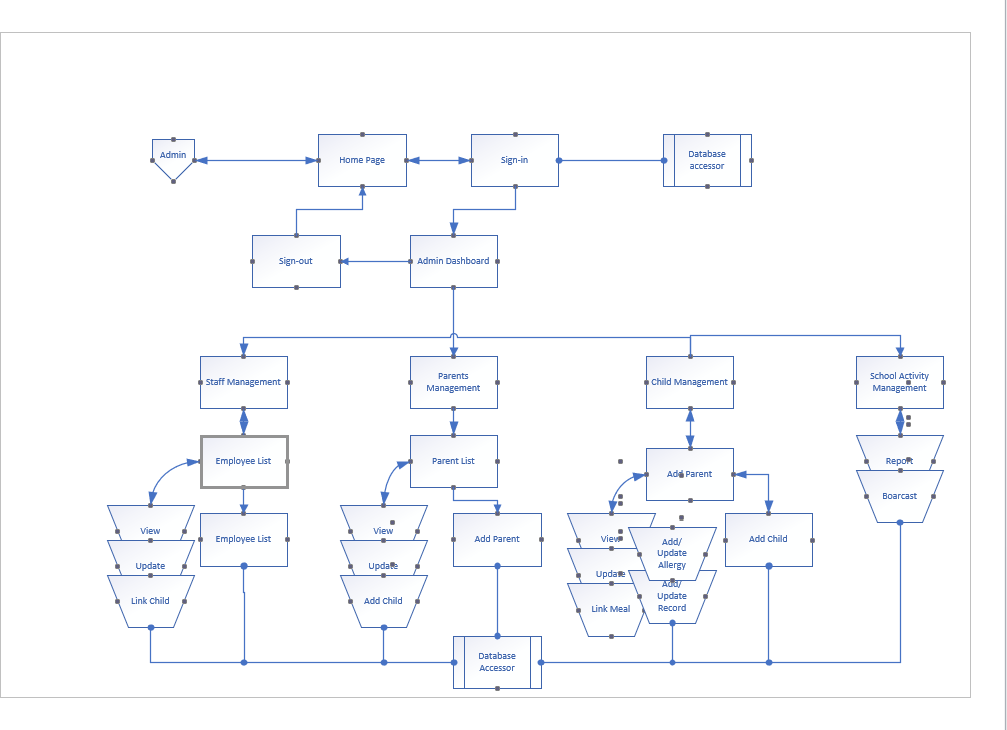 Admin
Home Page
Sign-in
Database
accessor
Sign-out
Admin Dashboard
Staff Management
Parents
Management
Child Management
School Activity
Management
Employee List
Parent List
Add Parent
Report
Boarcast
View
Update
Link Child
Employee List
View
Update
Add Child
Add Parent
View
Update
Link Meal
Add/
Update
Allergy
Add/
Update
Record
Add Child
Database
Accessor